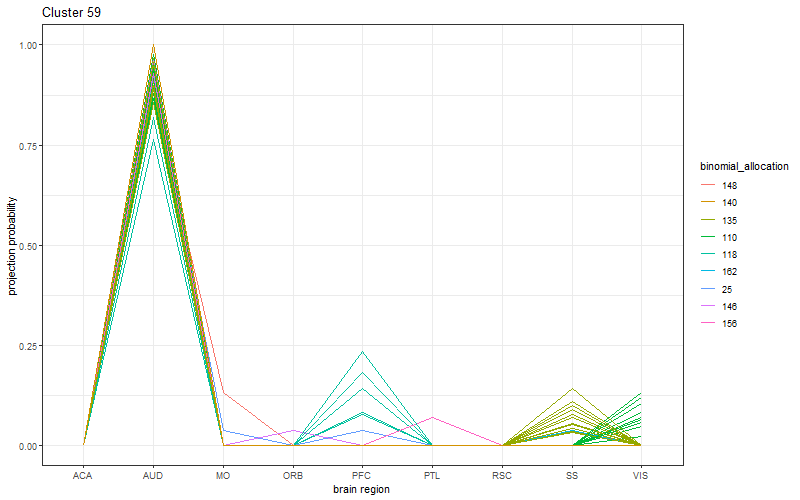 Cluster 59
projection probability
1.00
0.75
0.50
0.25
0.00
ACA AUD MO ORB PFC PTL RSC SS VIS
brain region
binomial_allocation
148
140
135
110
118
162
25
146
156